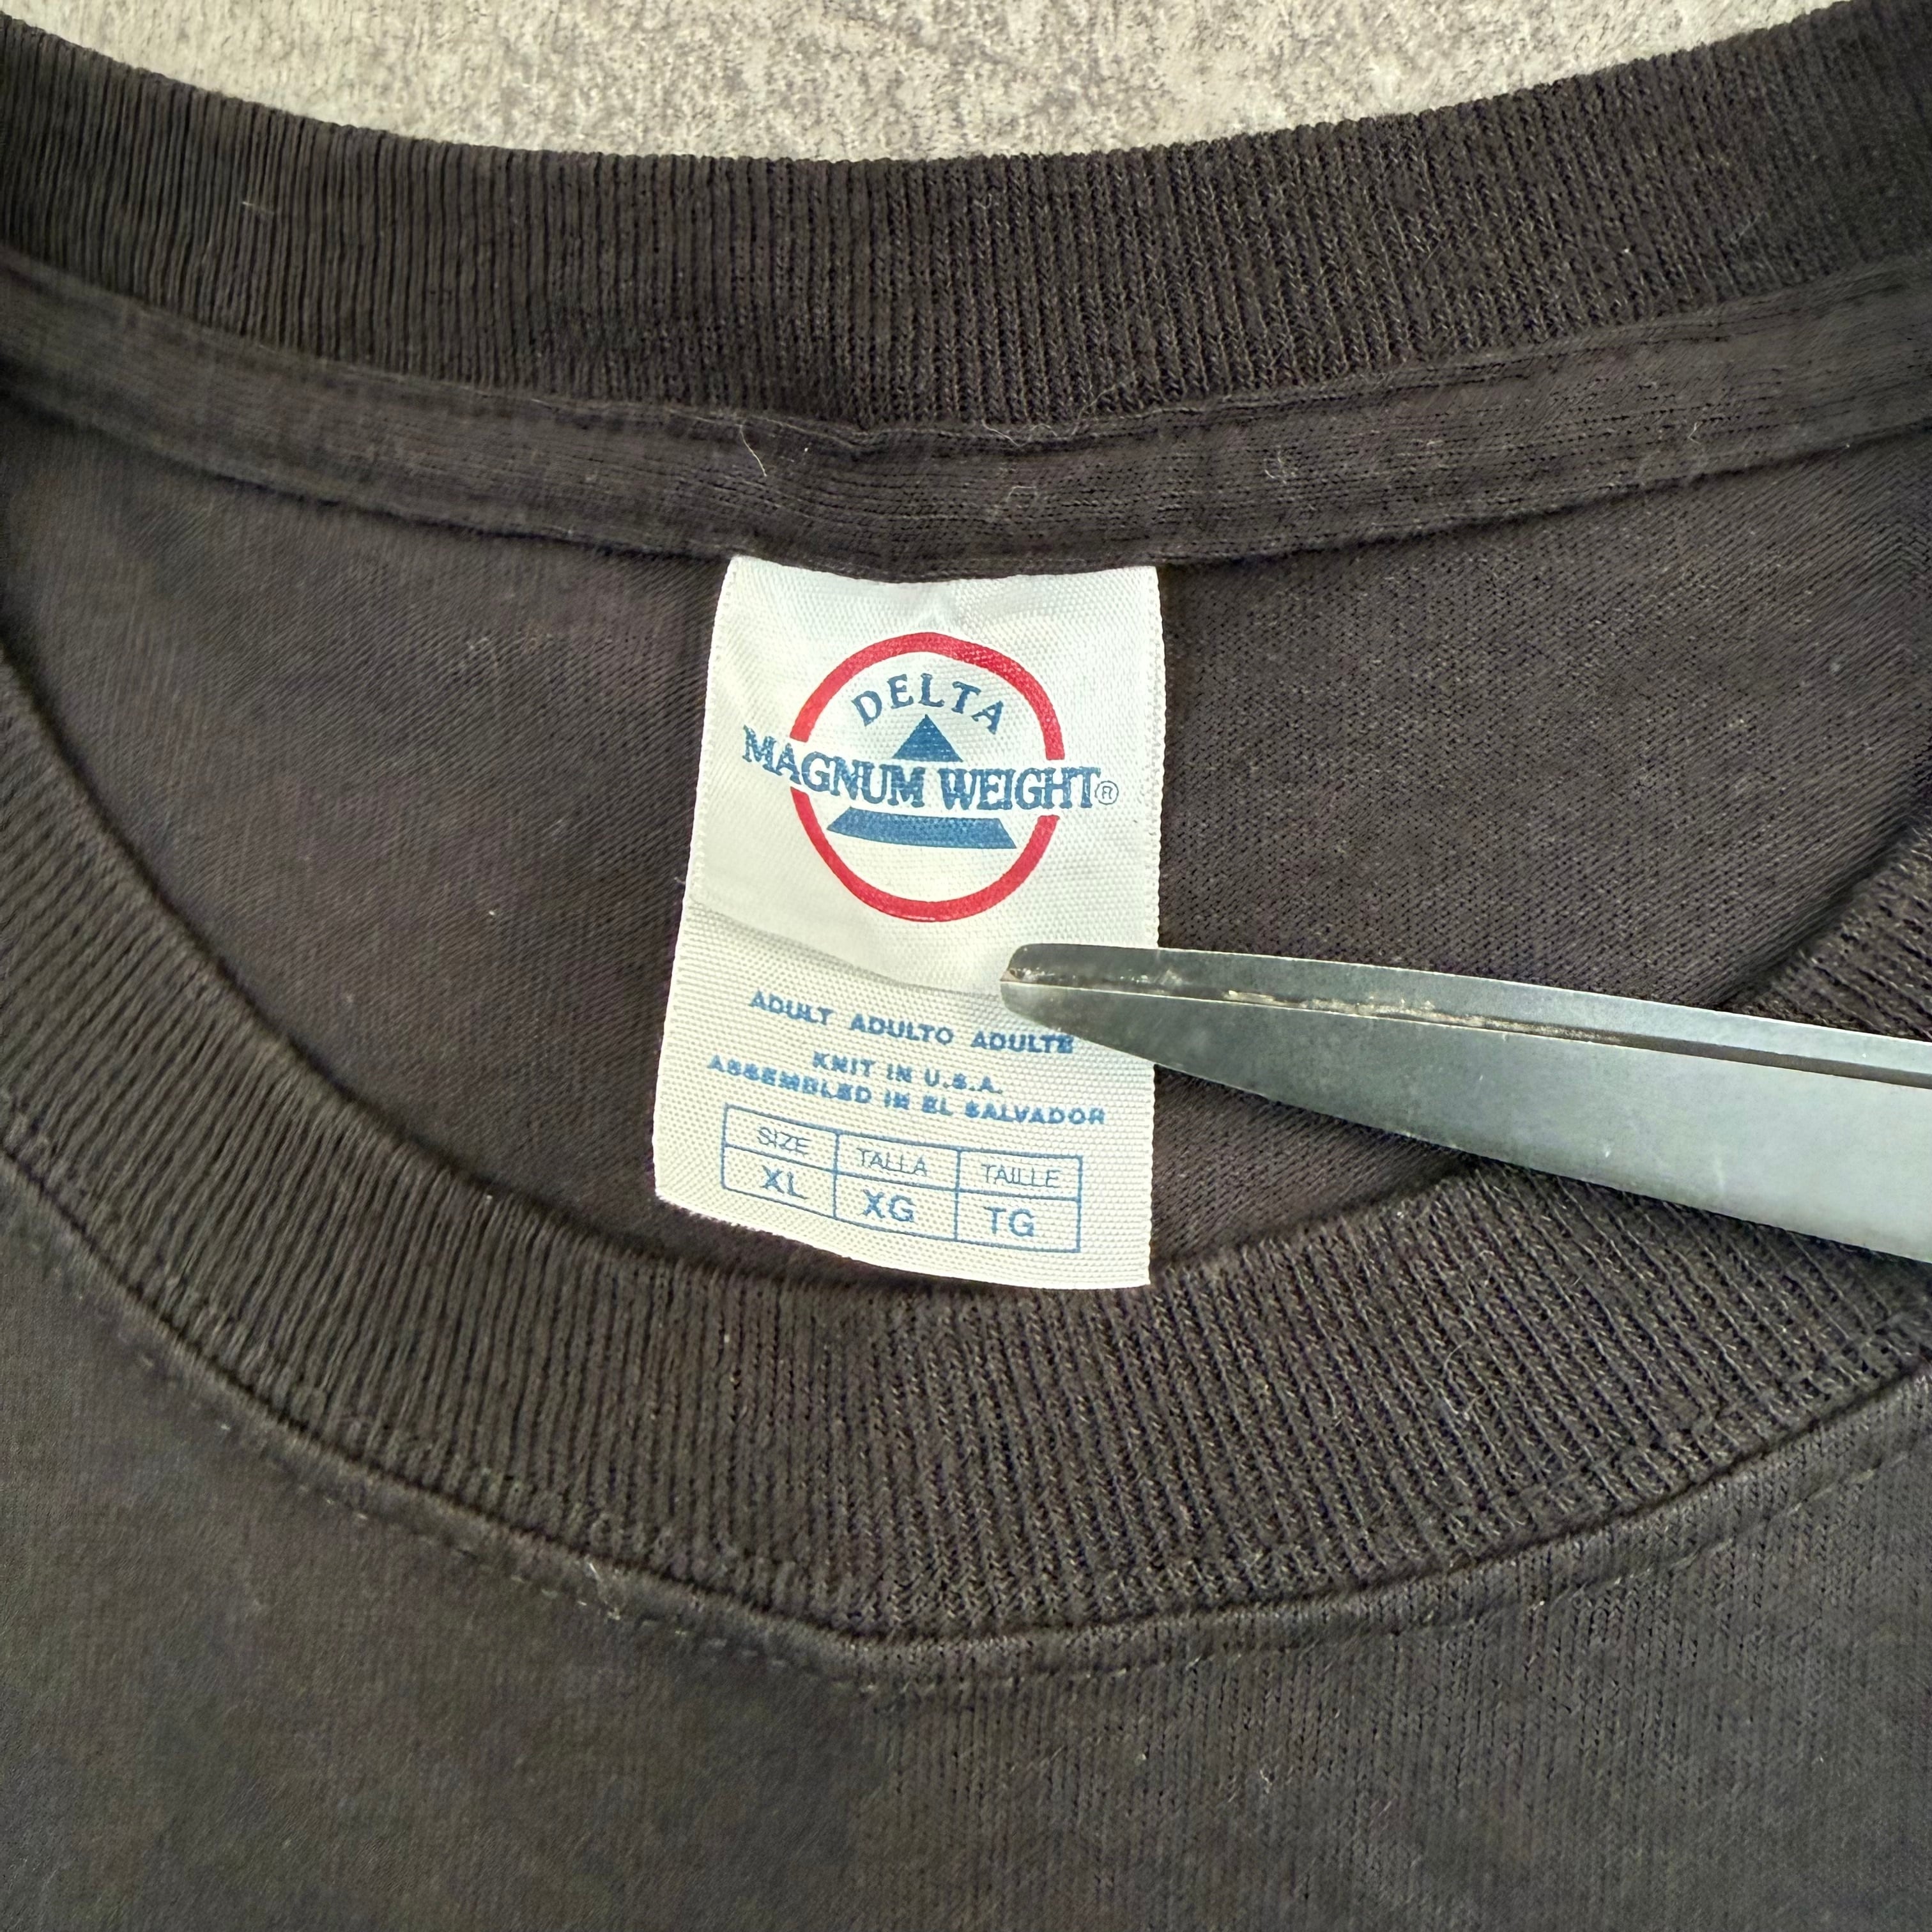 DELTA
MAGNUM WEIGHT®
ADULT ADULTO ADULTE
KNIT IN U.S.A.
ASSEMBLED IN EL SALVADOR
SIZE TALLA TAILLE
XL XG TG